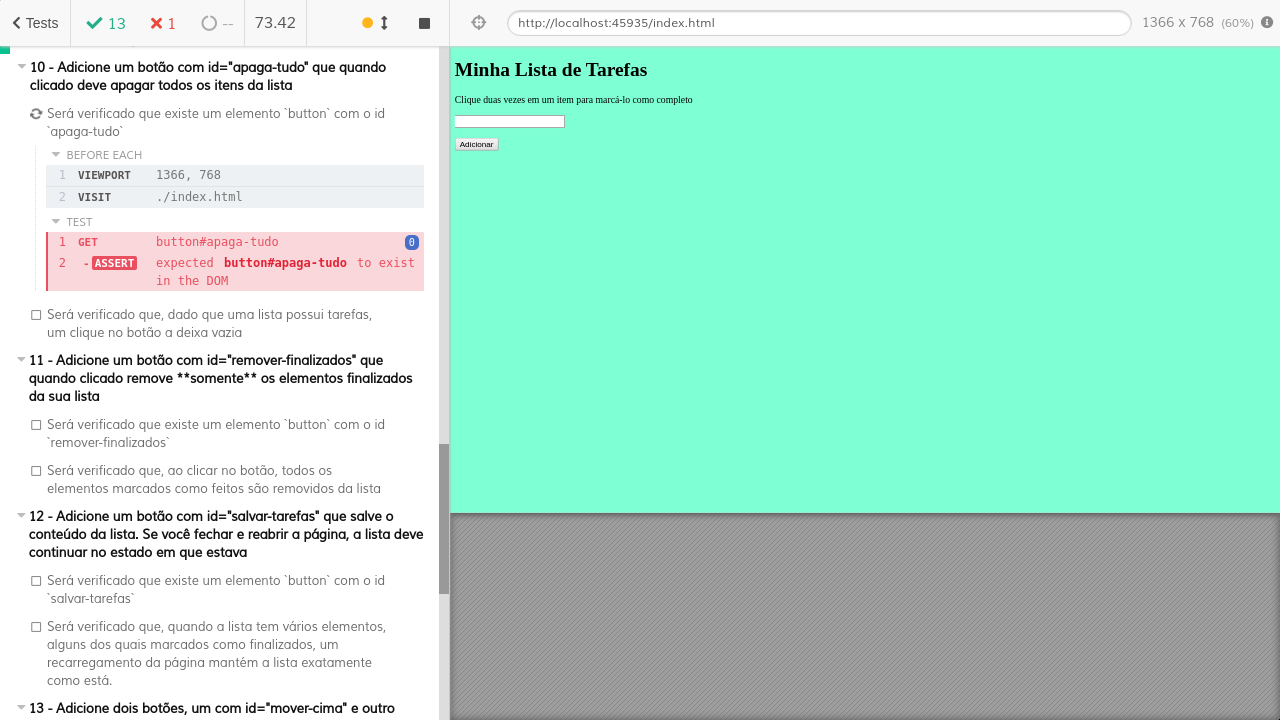 Tests
13
1
--
73.42
http://localhost:45935/index.html
1366 x 768 (60%)
10 - Adicione um botão com id="apaga-tudo" que quando
clicado deve apagar todos os itens da lista
Será verificado que existe um elemento `button` com o id
`apaga-tudo`
BEFORE EACH
1 VIEWPORT 1366, 768
2 VISIT ./index.html
TEST
1 GET button#apaga-tudo 0
2 -ASSERT expected button#apaga-tudo to exist
in the DOM
Será verificado que, dado que uma lista possui tarefas,
um clique no botão a deixa vazia
11 - Adicione um botão com id="remover-finalizados" que
quando clicado remove **somente** os elementos finalizados
da sua lista
Será verificado que existe um elemento `button` com o id
`remover-finalizados`
Será verificado que, ao clicar no botão, todos os
elementos marcados como feitos são removidos da lista
12 - Adicione um botão com id="salvar-tarefas" que salve o
conteúdo da lista. Se você fechar e reabrir a página, a lista deve
continuar no estado em que estava
Será verificado que existe um elemento `button` com o id
`salvar-tarefas`
Será verificado que, quando a lista tem vários elementos,
alguns dos quais marcados como finalizados, um
recarregamento da página mantém a lista exatamente
como está.
13 - Adicione dois botões, um com id="mover-cima" e outro
Minha Lista de Tarefas
Clique duas vezes em um item para marcá-lo como completo
Adicionar